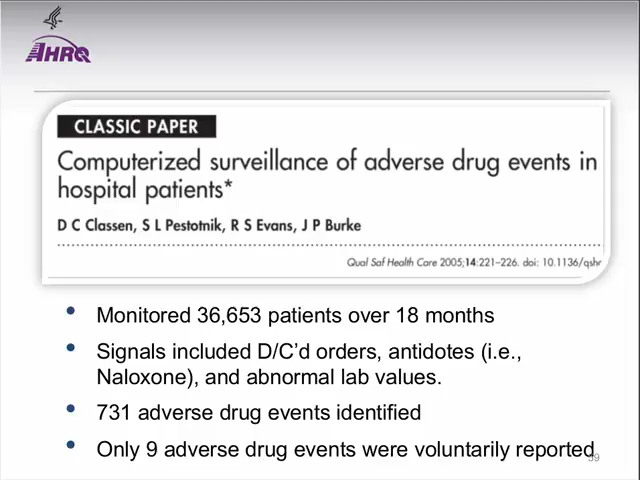 AHRQ
CLASSIC PAPER
Computerized surveillance of adverse drug events in
hospital patients*
D C Classen, S L Pestotnik, R S Evans, J P Burke
Qual Saf Health Care 2005;14:221–226. doi: 10.1136/qshc
• Monitored 36,653 patients over 18 months
• Signals included D/C’d orders, antidotes (i.e.,
Naloxone), and abnormal lab values.
• 731 adverse drug events identified
• Only 9 adverse drug events were voluntarily reported
59